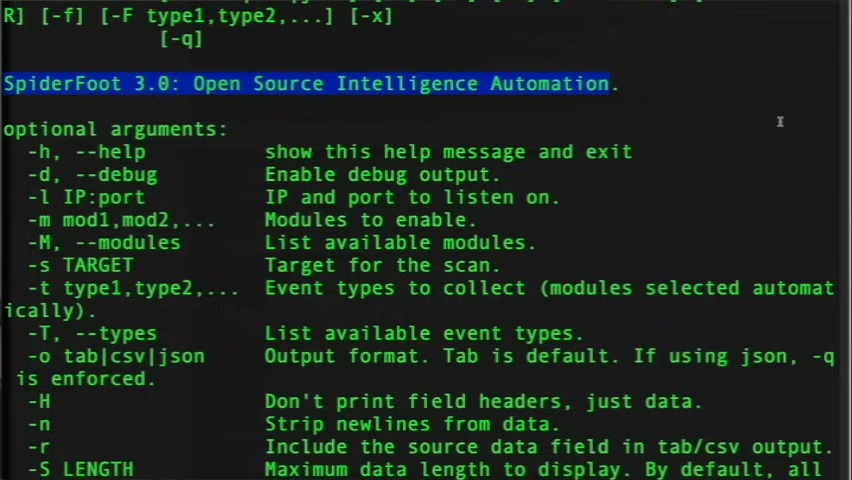 R] [-f] [-F type1,type2,...] [-x]
[-q]
SpiderFoot 3.0: Open Source Intelligence Automation.
optional arguments:
-h, --help show this help message and exit
-d, --debug Enable debug output.
-l IP:port IP and port to listen on.
-m mod1,mod2,... Modules to enable.
-M, --modules List available modules.
-s TARGET Target for the scan.
-t type1,type2,... Event types to collect (modules selected automat
ically).
-T, --types List available event types.
-o tab|csv|json Output format. Tab is default. If using json, -q
is enforced.
-H Don't print field headers, just data.
-n Strip newlines from data.
-r Include the source data field in tab/csv output.
-S LENGTH Maximum data length to display. By default, all